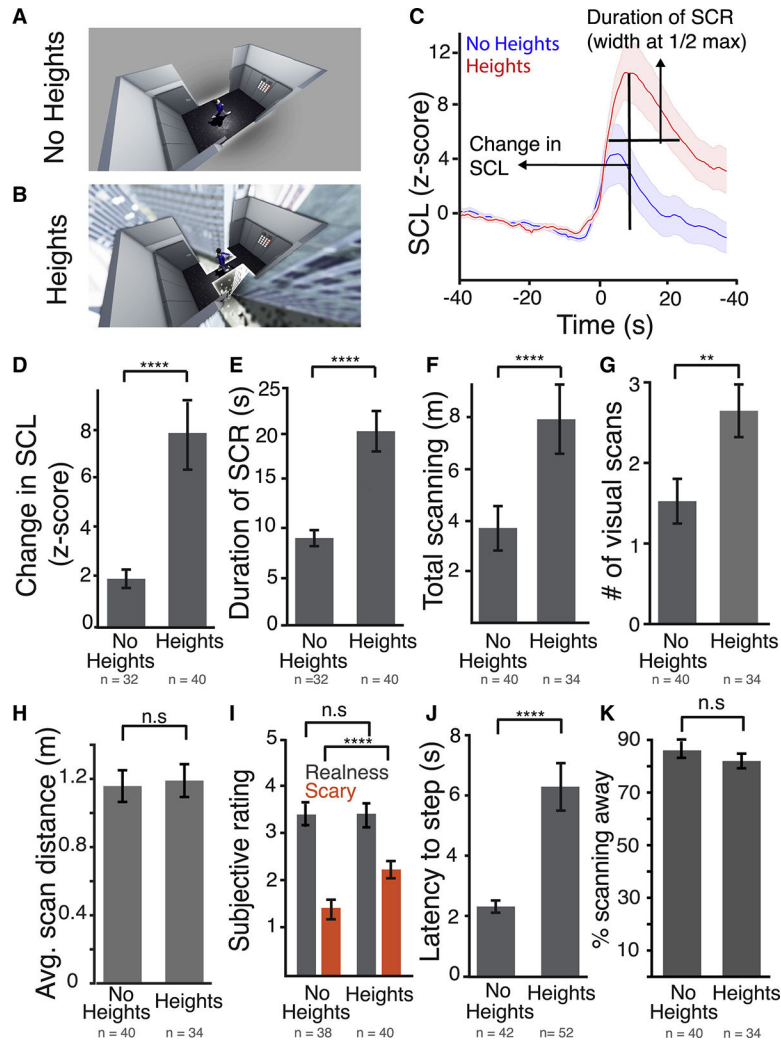 A
No Heights
B
Heights
C
No Heights
Heights
Duration of SCR
(width at 1/2 max)
Change in
SCL
SCL (z-score)
12
8
4
0
-40
-20
0
20
-40
Time (s)
D
****
Change in SCL
(z-score)
8
6
4
2
0
No
Heights
Heights
n = 32
n = 40
E
****
Duration of SCR (s)
25
20
15
10
5
0
No
Heights
Heights
n =32
n = 40
F
****
Total scanning (m)
8
6
4
2
No
Heights
Heights
n = 40
n = 34
G
**
# of visual scans
3
2
1
0
No
Heights
Heights
n = 40
n = 34
H
n.s
Avg. scan distance (m)
1.2
0.8
0.4
0
No
Heights
Heights
n = 40
n = 34
I
n.s
****
Realness
Scary
Subjective rating
5
4
3
2
1
No
Heights
Heights
n = 38
n = 40
J
****
Latency to step (s)
8
6
4
2
0
No
Heights
Heights
n = 42
n= 52
K
n.s
% scanning away
90
70
50
30
10
No
Heights
Heights
n = 40
n = 34